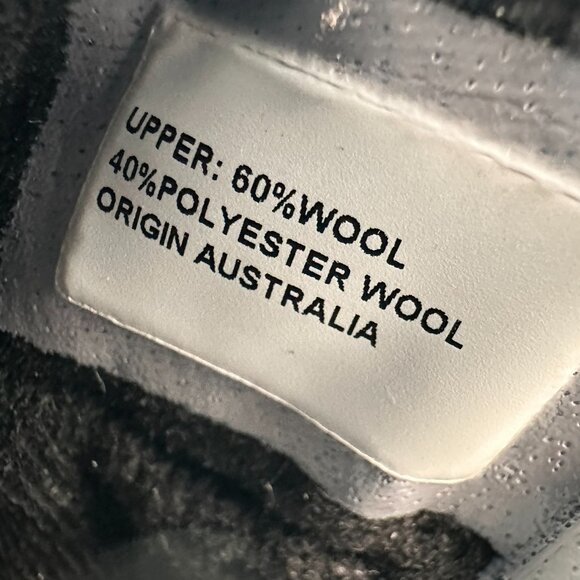 UPPER: 60%WOOL
40%POLYESTER WOOL
ORIGIN AUSTRALIA